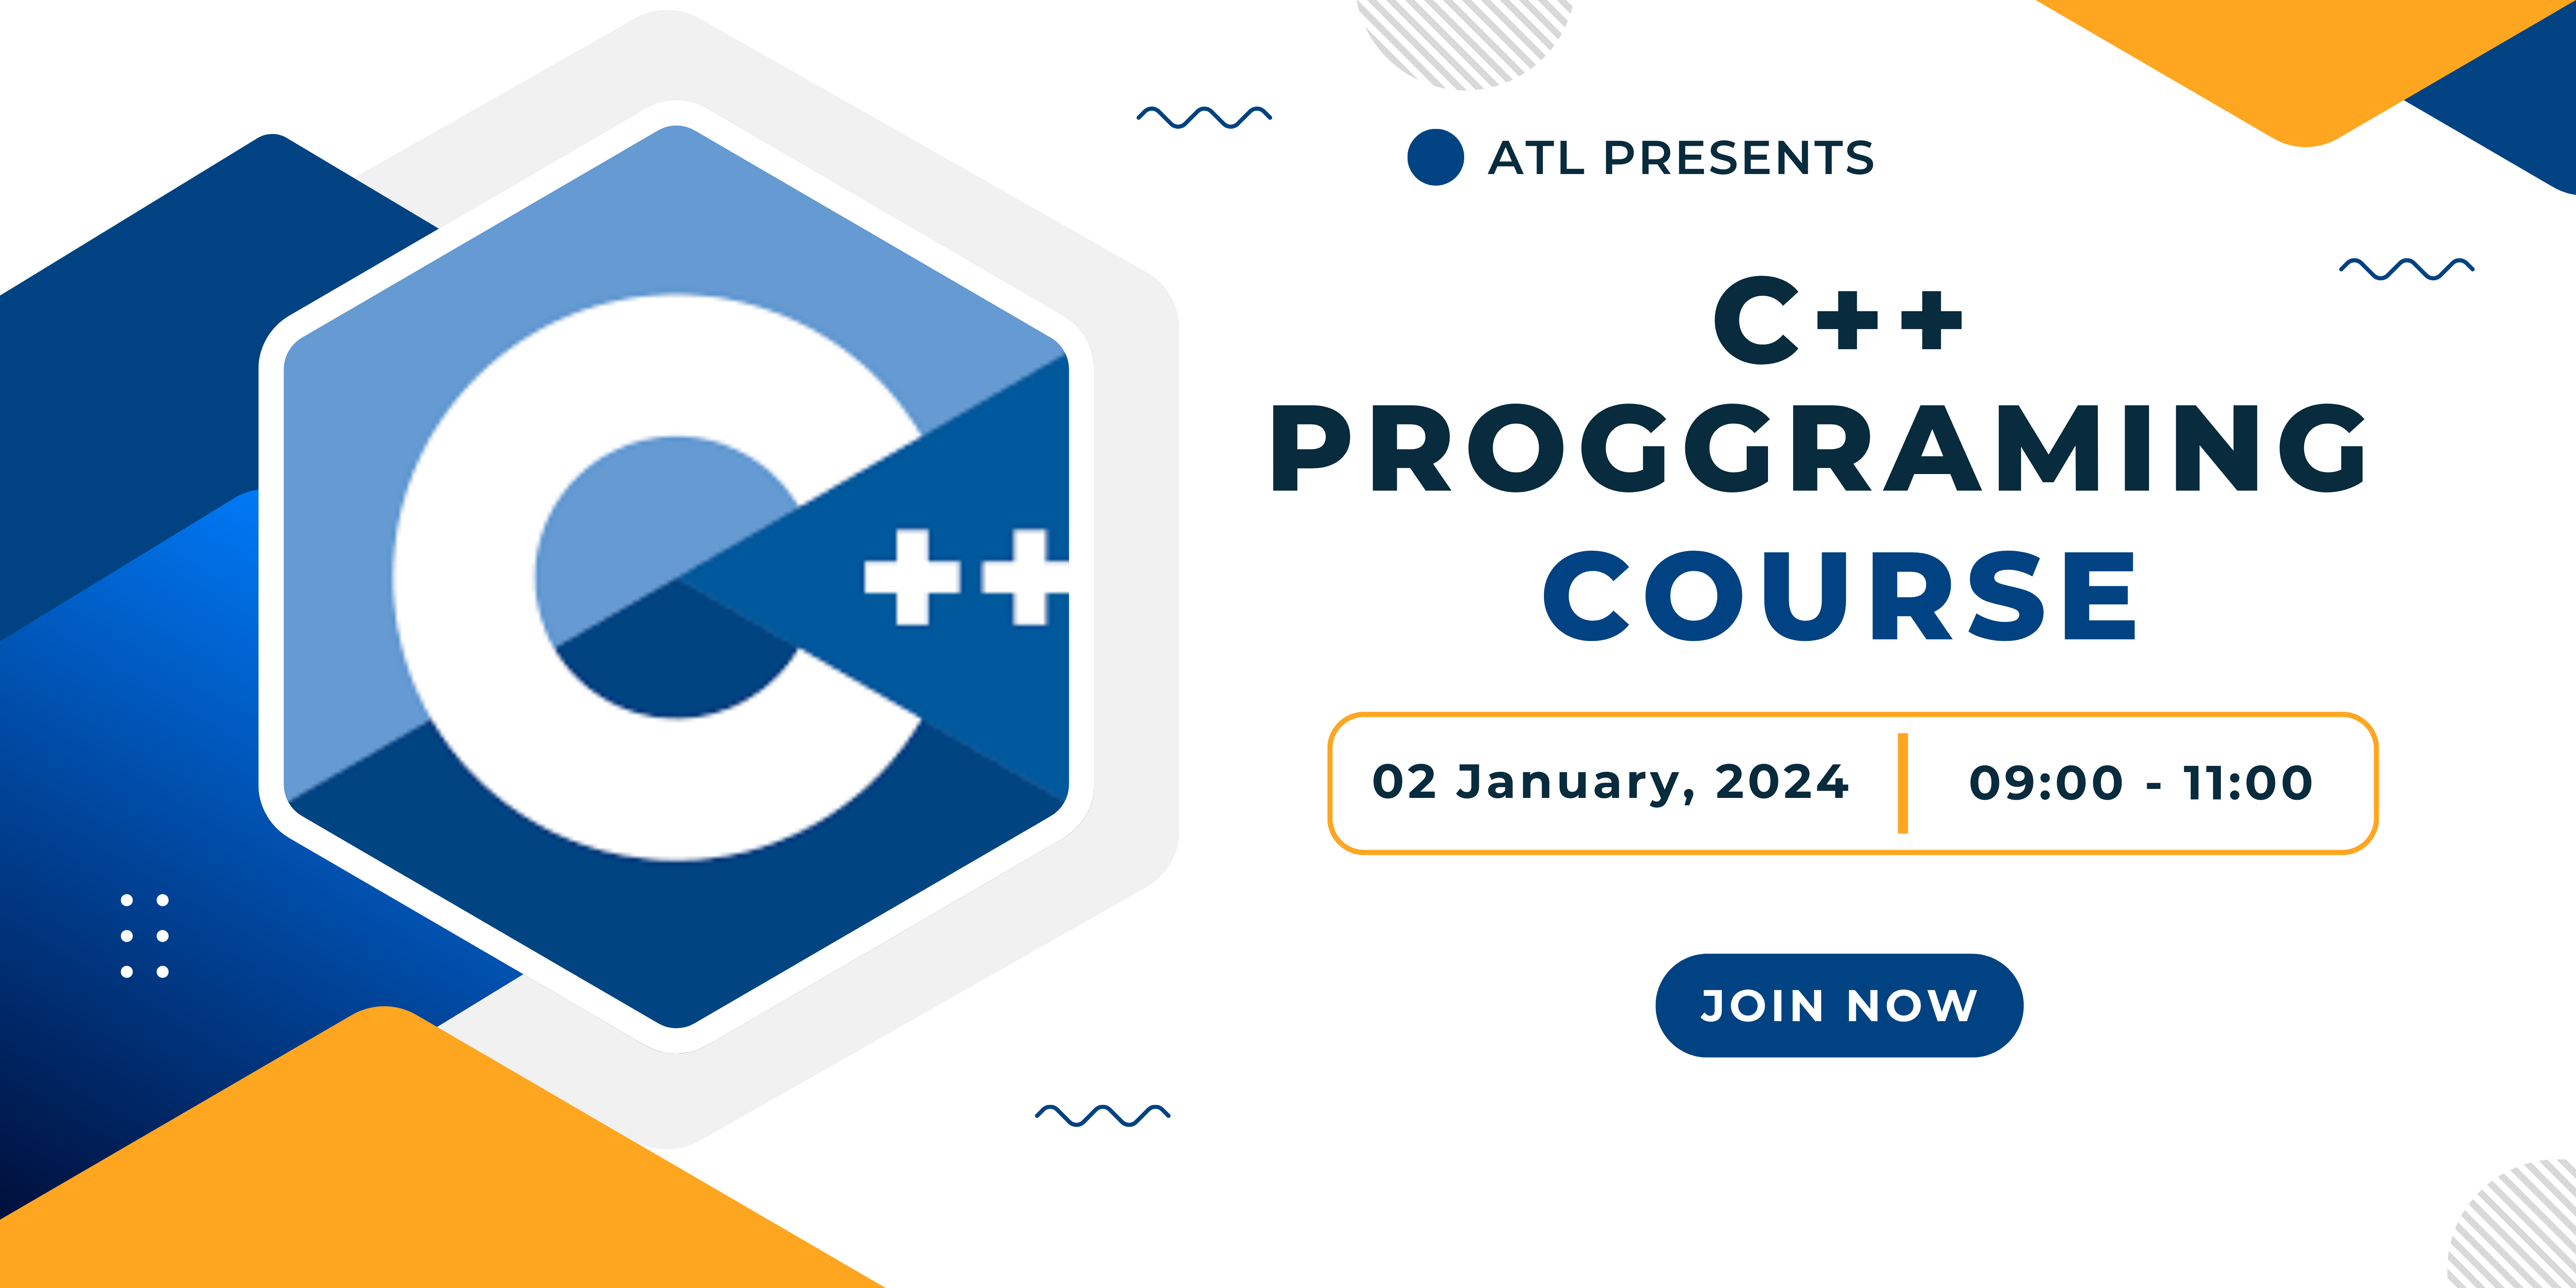 C++
ATL PRESENTS
C++
PROGGRAMING
COURSE
02 January, 2024
09:00 - 11:00
JOIN NOW